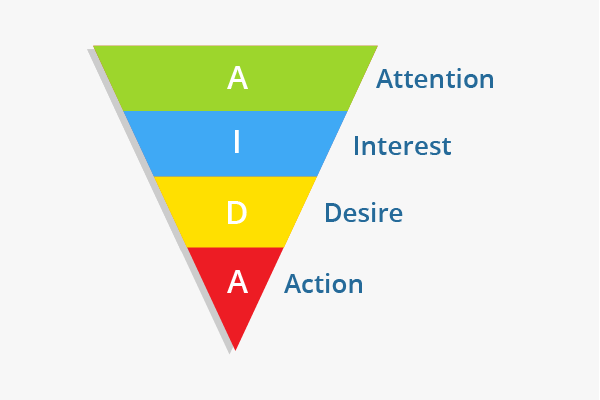 A
Attention
I
Interest
D
Desire
A
Action